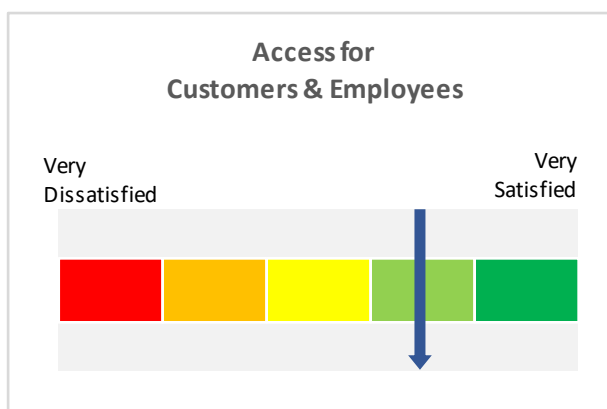 Access for
Customers & Employees
Very
Dissatisfied
Very
Satisfied